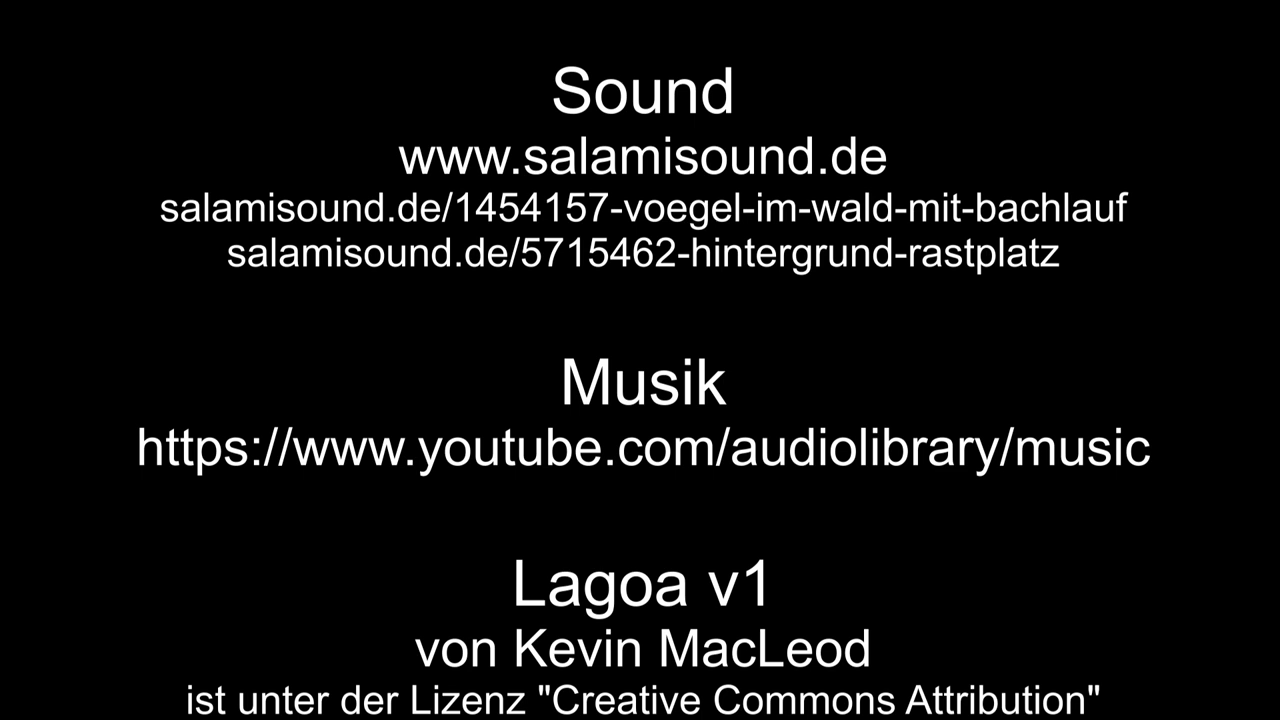 Sound
www.salamisound.de
salamisound.de/1454157-voegel-im-wald-mit-bachlauf
salamisound.de/5715462-hintergrund-rastplatz
Musik
https://www.youtube.com/audiolibrary/music
Lagoa v1
von Kevin MacLeod
ist unter der Lizenz "Creative Commons Attribution"